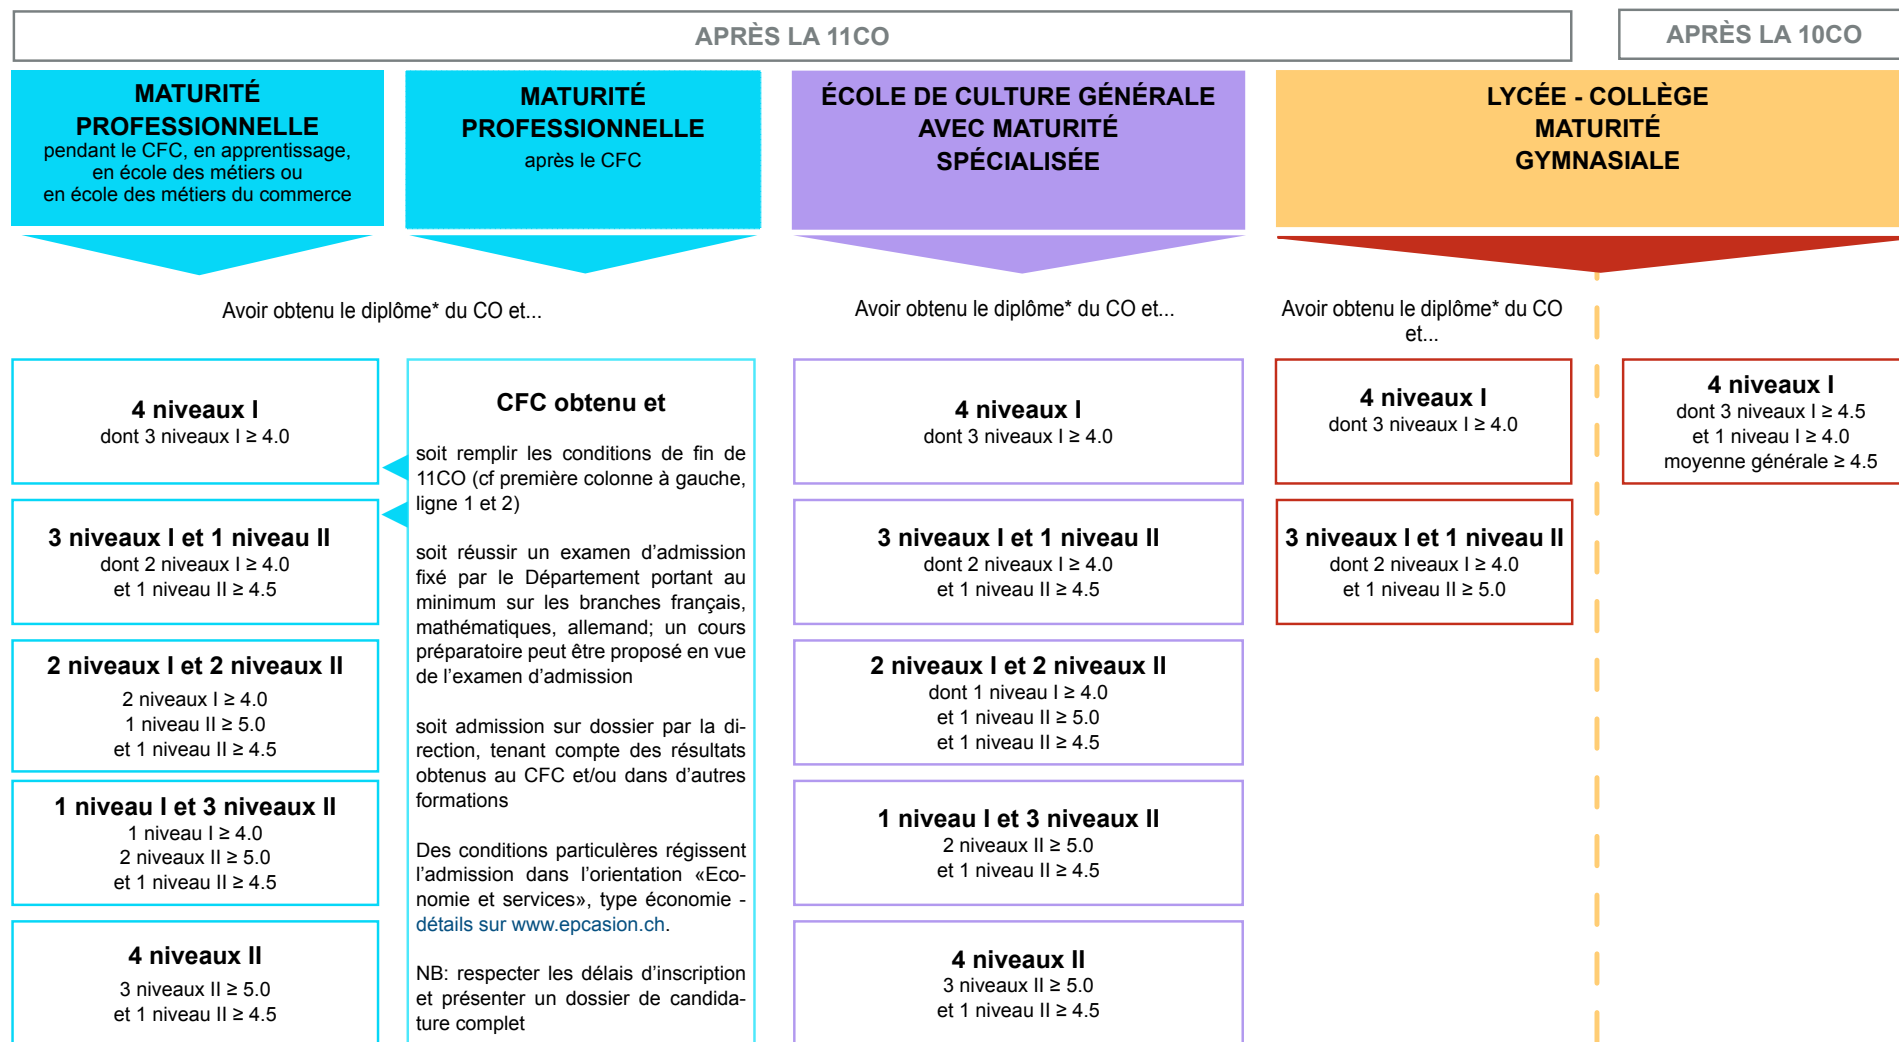 APRÈS LA 11CO
APRÈS LA 10CO
MATURITÉ
PROFESSIONNELLE
pendant le CFC, en apprentissage,
en école des métiers ou
en école des métiers du commerce
MATURITÉ
PROFESSIONNELLE
après le CFC
ÉCOLE DE CULTURE GÉNÉRALE
AVEC MATURITÉ
SPÉCIALISÉE
LYCÉE - COLLÈGE
MATURITÉ
GYMNASIALE
Avoir obtenu le diplôme* du CO et...
Avoir obtenu le diplôme* du CO et...
Avoir obtenu le diplôme* du CO
et...
4 niveaux I
dont 3 niveaux I ≥ 4.0
3 niveaux I et 1 niveau II
dont 2 niveaux I ≥ 4.0
et 1 niveau II ≥ 4.5
2 niveaux I et 2 niveaux II
2 niveaux I ≥ 4.0
1 niveau II ≥ 5.0
et 1 niveau II ≥ 4.5
1 niveau I et 3 niveaux II
1 niveau I ≥ 4.0
2 niveaux II ≥ 5.0
et 1 niveau II ≥ 4.5
4 niveaux II
3 niveaux II ≥ 5.0
et 1 niveau II ≥ 4.5
CFC obtenu et
soit remplir les conditions de fin de
11CO (cf première colonne à gauche,
ligne 1 et 2)
soit réussir un examen d'admission
fixé par le Département portant au
minimum sur les branches français,
mathématiques, allemand; un cours
préparatoire peut être proposé en vue
de l'examen d'admission
soit admission sur dossier par la di-
rection, tenant compte des résultats
obtenus au CFC et/ou dans d'autres
formations
Des conditions particulières régissent
l'admission dans l'orientation «Eco-
nomie et services», type économie -
détails sur www.epcasion.ch.
NB: respecter les délais d'inscription
et présenter un dossier de candida-
ture complet
4 niveaux I
dont 3 niveaux I ≥ 4.0
3 niveaux I et 1 niveau II
dont 2 niveaux I ≥ 4.0
et 1 niveau II ≥ 4.5
2 niveaux I et 2 niveaux II
dont 1 niveau I ≥ 4.0
et 1 niveau II ≥ 5.0
et 1 niveau II ≥ 4.5
1 niveau I et 3 niveaux II
2 niveaux II ≥ 5.0
et 1 niveau II ≥ 4.5
4 niveaux II
3 niveaux II ≥ 5.0
et 1 niveau II ≥ 4.5
4 niveaux I
dont 3 niveaux I ≥ 4.0
3 niveaux I et 1 niveau II
dont 2 niveaux I ≥ 4.0
et 1 niveau II ≥ 5.0
4 niveaux I
dont 3 niveaux I ≥ 4.5
et 1 niveau I ≥ 4.0
moyenne générale ≥ 4.5